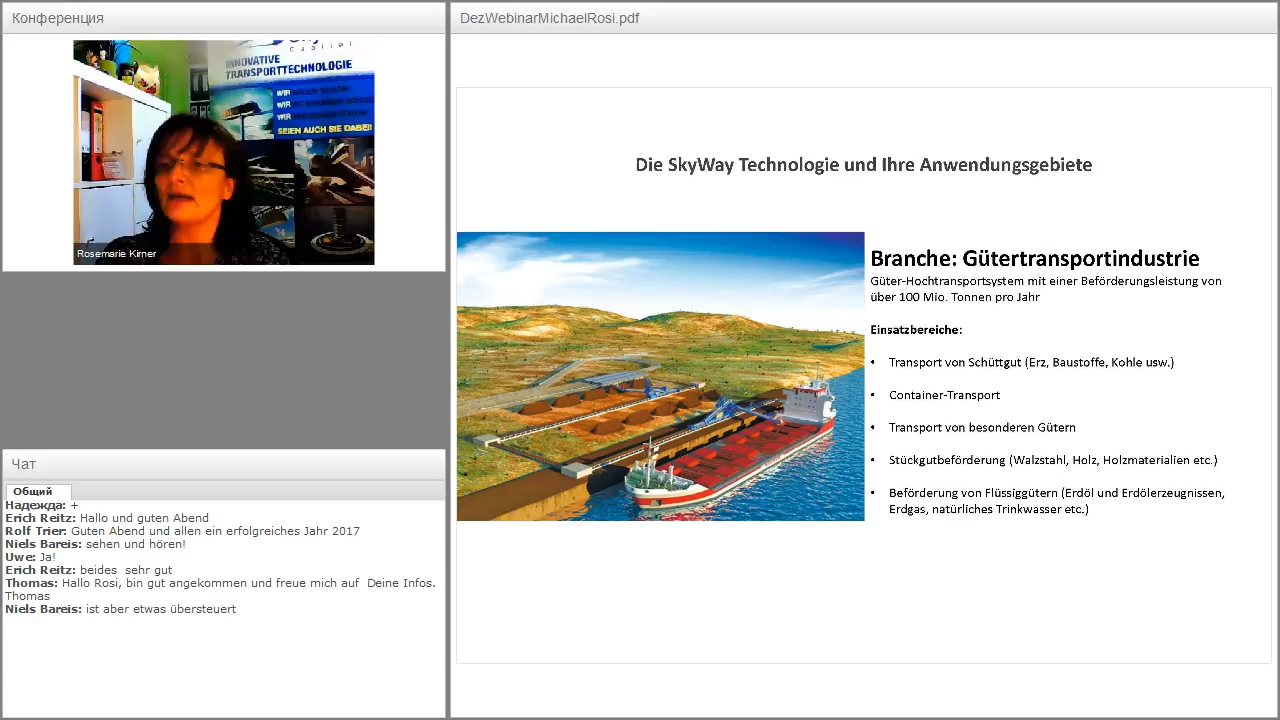 Конференция
DezWebinarMichaelRosi.pdf
Capital
INNOVATIVE
TRANSPORTTECHNOLOGIE
WIR
WIR
WIR
SEIEN AUCH SIE DABEI!
Rosemarie Kirner
Die SkyWay Technologie und Ihre Anwendungsgebiete
Branche: Gütertransportindustrie
Güter-Hochtransportsystem mit einer Beförderungsleistung von
über 100 Mio. Tonnen pro Jahr
Einsatzbereiche:
• Transport von Schüttgut (Erz, Baustoffe, Kohle usw.)
• Container-Transport
• Transport von besonderen Gütern
• Stückgutbeförderung (Walzstahl, Holz, Holzmaterialien etc.)
• Beförderung von Flüssiggütern (Erdöl und Erdölerzeugnissen,
Erdgas, natürliches Trinkwasser etc.)
Чат
Общий
Надежда: +
Erich Reitz: Hallo und guten Abend
Rolf Trier: Guten Abend und allen ein erfolgreiches Jahr 2017
Niels Bareis: sehen und hören!
Uwe: Ja!
Erich Reitz: beides  sehr gut
Thomas: Hallo Rosi, bin gut angekommen und freue mich auf  Deine Infos.
Thomas
Niels Bareis: ist aber etwas übersteuert